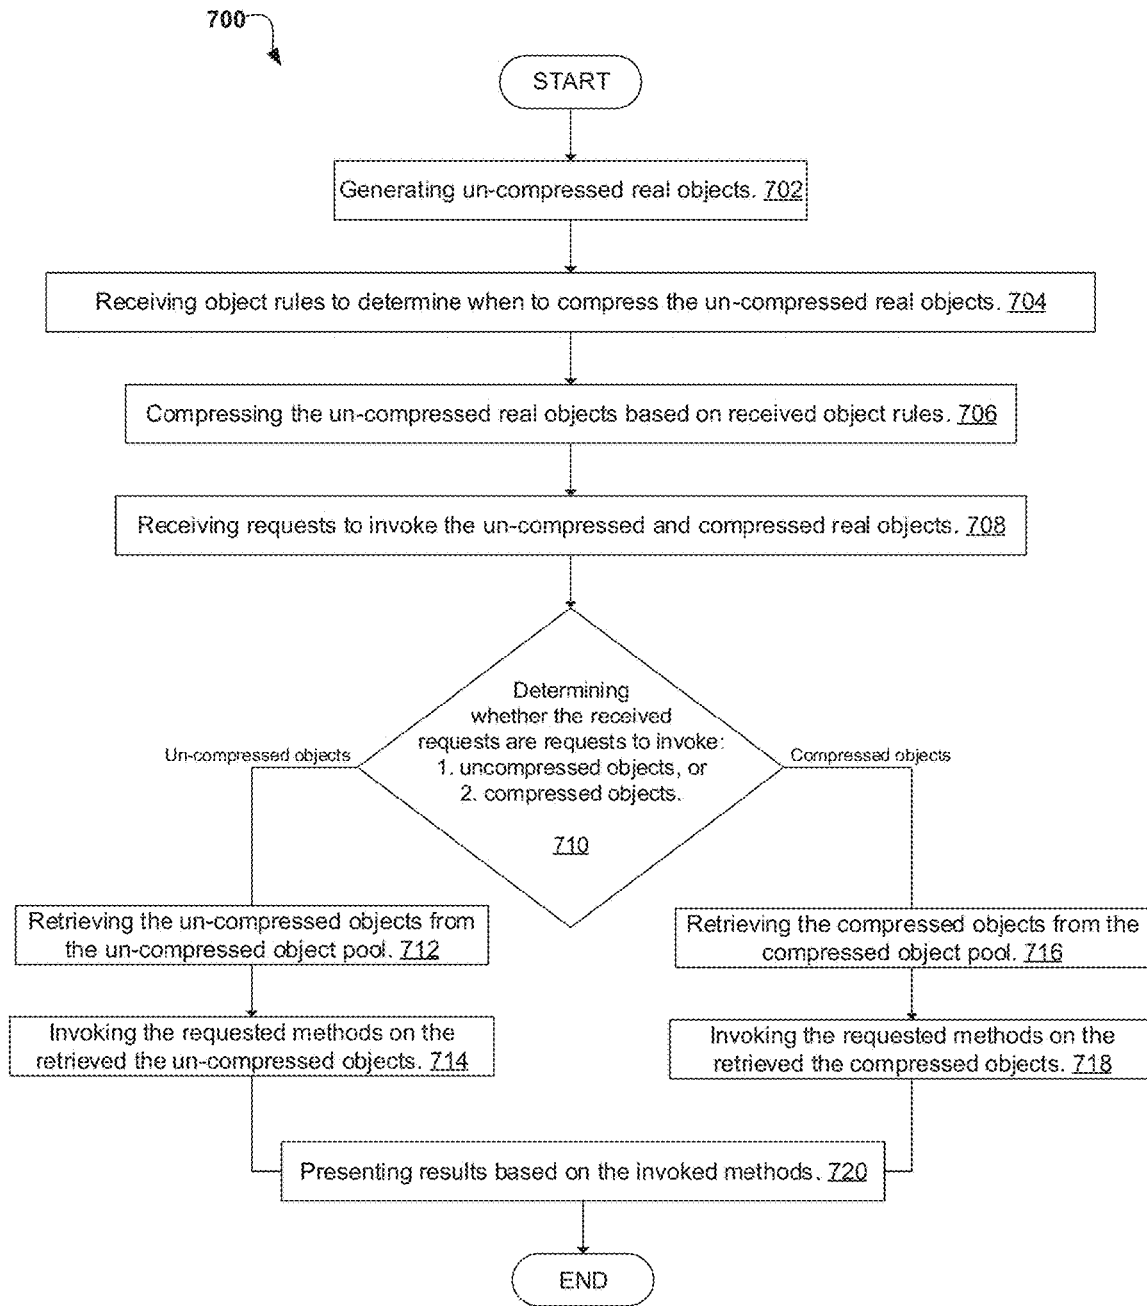 700
START
Generating un-compressed real objects. 702
Receiving object rules to determine when to compress the un-compressed real objects. 704
Compressing the un-compressed real objects based on received object rules. 706
Receiving requests to invoke the un-compressed and compressed real objects. 708
Determining
whether the received
requests are requests to invoke:
1. uncompressed objects, or
2. compressed objects.
710
Un-compressed objects
Compressed objects
Retrieving the un-compressed objects from
the un-compressed object pool. 712
Invoking the requested methods on the
retrieved the un-compressed objects. 714
Retrieving the compressed objects from the
compressed object pool. 716
Invoking the requested methods on the
retrieved the compressed objects. 718
Presenting results based on the invoked methods. 720
END